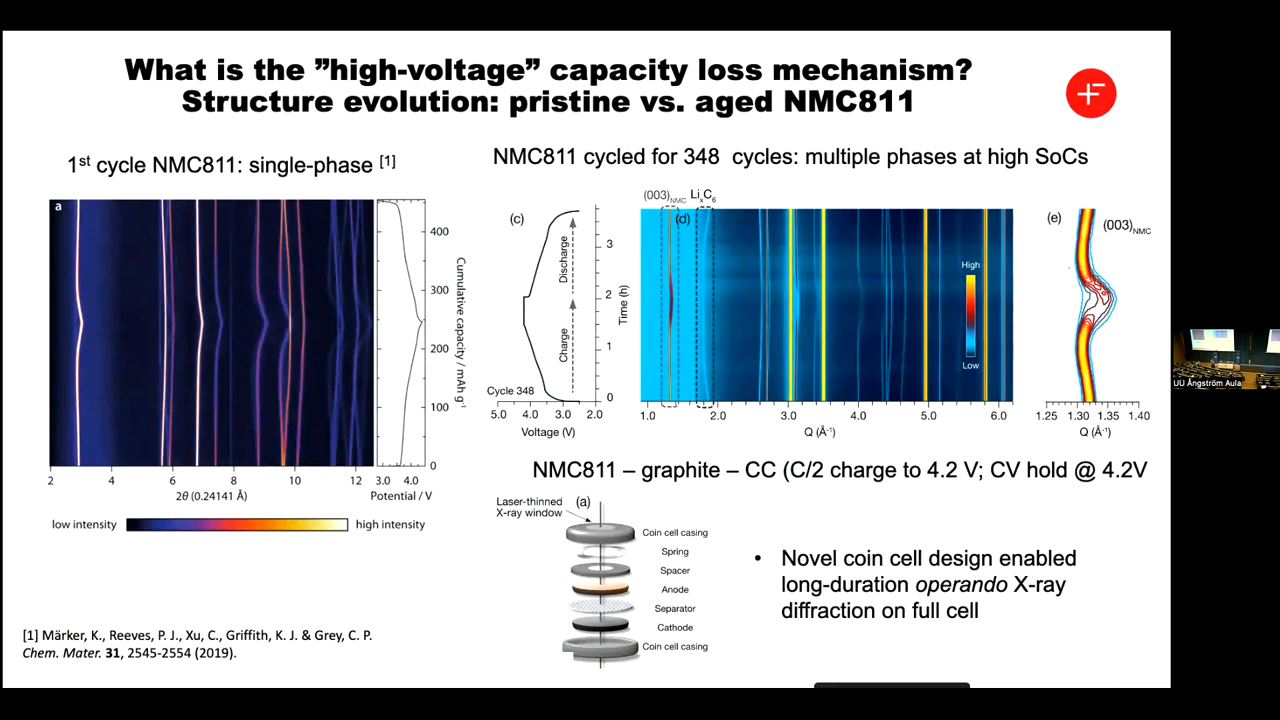 What is the ”high-voltage” capacity loss mechanism?
Structure evolution: pristine vs. aged NMC811
1st cycle NMC811: single-phase [1]
a
400
300
200
100
0
Cumulative capacity / mAh g-1
2 4 6 8 10 12
3.0 4.0
2θ (0.24141 Å)
Potential / V
low intensity
high intensity
NMC811 cycled for 348 cycles: multiple phases at high SoCs
(c)
Discharge
Charge
Cycle 348
3
2
1
0
Time (h)
5.0 4.0 3.0 2.0
Voltage (V)
(003)NMC LixC6
(d)
High
Low
1.0 2.0 3.0 4.0 5.0 6.0
Q (Å-1)
(e)
(003)NMC
1.25 1.30 1.35 1.40
Q (Å-1)
NMC811 – graphite – CC (C/2 charge to 4.2 V; CV hold @ 4.2V
Laser-thinned
X-ray window
(a)
Coin cell casing
Spring
Spacer
Anode
Separator
Cathode
Coin cell casing
• Novel coin cell design enabled
long-duration operando X-ray
diffraction on full cell
[1] Märker, K., Reeves, P. J., Xu, C., Griffith, K. J. & Grey, C. P.
Chem. Mater. 31, 2545-2554 (2019).
UU Ångström Aula